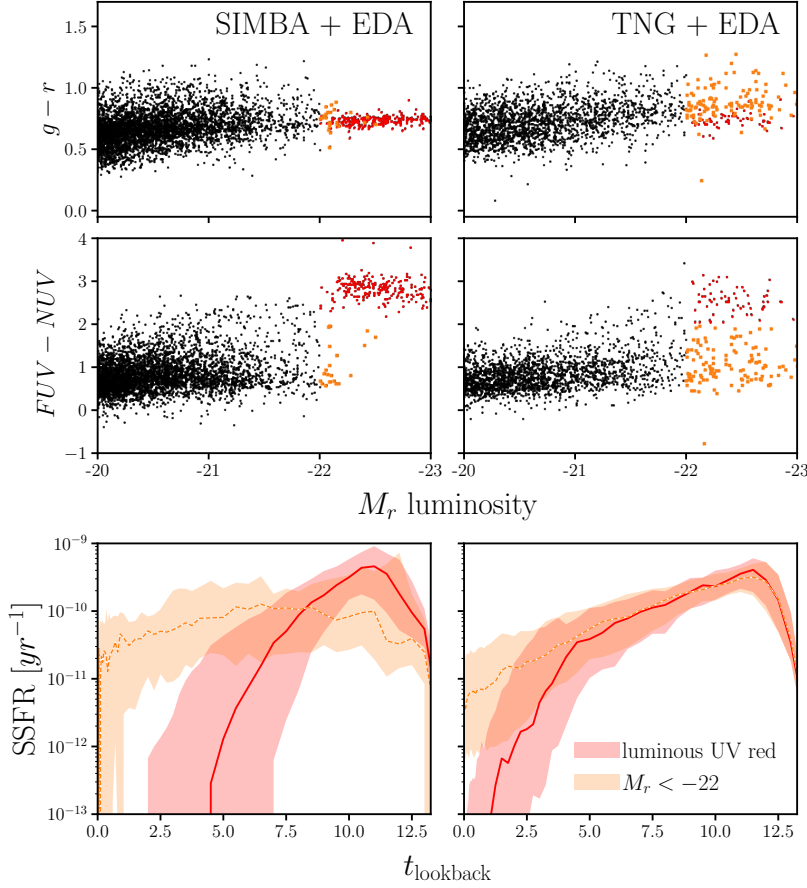 SIMBA + EDA
TNG + EDA
g − r
1.5
1.0
0.5
0.0
FUV − NUV
4
3
2
1
0
−1
-20 -21 -22 -23
-20 -21 -22 -23
M_r luminosity
SSFR [yr⁻¹]
10⁻⁹
10⁻¹⁰
10⁻¹¹
10⁻¹²
10⁻¹³
luminous UV red
M_r < −22
0.0 2.5 5.0 7.5 10.0 12.5
0.0 2.5 5.0 7.5 10.0 12.5
t_lookback